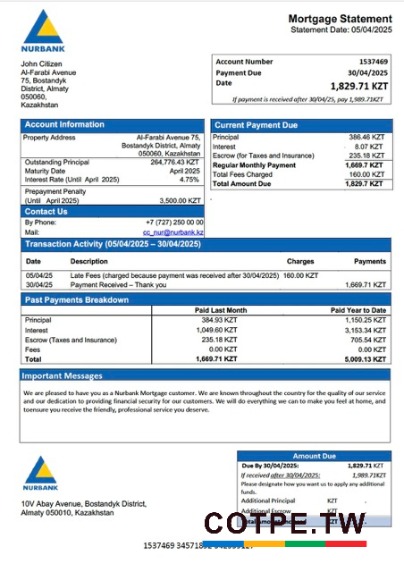 Mortgage Statement
Statement Date: 05/04/2025
NURBANK
John Citizen
Al-Farabi Avenue
75, Bostandyk
District, Almaty
050060,
Kazakhstan
Account Number 1537469
Payment Due 30/04/2025
Date 1,829.71 KZT
If payment is received after 30/04/25, pay 1,989.71KZT
Account Information
Property Address Al-Farabi Avenue 75,
Bostandyk District, Almaty
050060, Kazakhstan
Outstanding Principal 264,776.43 KZT
Maturity Date April 2025
Interest Rate (Until April 2025) 4.75%
Prepayment Penalty
(Until April 2025) 3,500.00 KZT
Contact Us
By Phone: +7 (727) 250 00 00
Mail: cc_nur@nurbank.kz
Current Payment Due
Principal 386.46 KZT
Interest 8.07 KZT
Escrow (for Taxes and Insurance) 235.18 KZT
Regular Monthly Payment 1,669.7 KZT
Total Fees Charged 160.00 KZT
Total Amount Due 1,829.7 KZT
Transaction Activity (05/04/2025 – 30/04/2025)
Date Description Charges Payments
05/04/25 Late Fees (charged because payment was received after 30/04/2025) 160.00 KZT
30/04/25 Payment Received – Thank you 1,669.71 KZT
Past Payments Breakdown
Paid Last Month Paid Year to Date
Principal 384.93 KZT 1,150.25 KZT
Interest 1,049.60 KZT 3,153.34 KZT
Escrow (Taxes and Insurance) 235.18 KZT 705.54 KZT
Fees 0.00 KZT 0.00 KZT
Total 1,669.71 KZT 5,009.13 KZT
Important Messages
We are pleased to have you as a Nurbank Mortgage customer. We are known throughout the country for the quality of our service
and our dedication to providing financial security for our customers. We will do everything we can to make you feel at home, and
toensure you receive the friendly, professional service you deserve.
NURBANK
10V Abay Avenue, Bostandyk District,
Almaty 050010, Kazakhstan
Amount Due
Due By 30/04/2025: 1,829.71 KZT
If received after 30/04/2025: 1,989.71KZT
Please designate how you want us to apply any additional
funds.
Additional Principal KZT .
Additional Escrow KZT
COTPE.TW
1537469 34571892